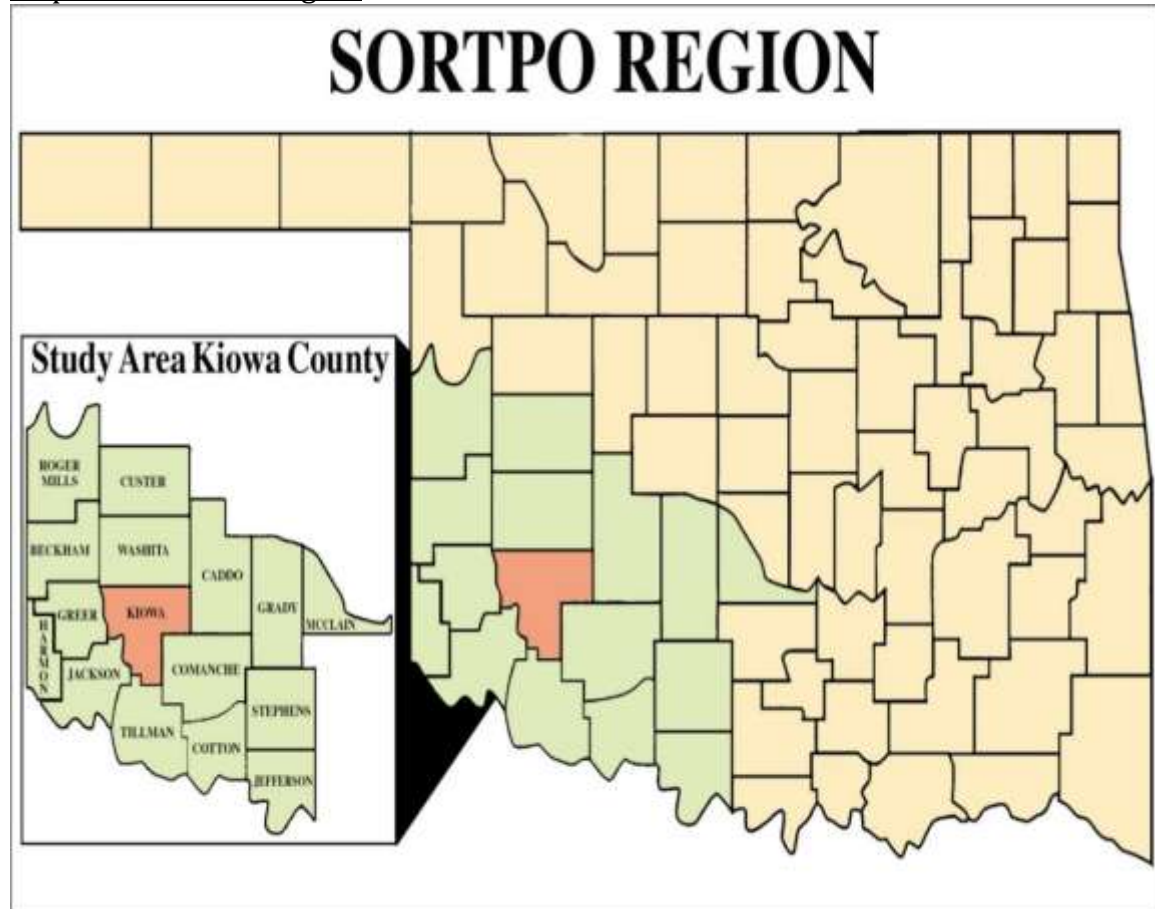 SORTPO REGION
Study Area Kiowa County
ROGER
MILLS
CUSTER
BECKHAM
WASHITA
CADDO
GREER
KIOWA
GRADY
MCCLAIN
HARMON
JACKSON
COMANCHE
STEPHENS
TILLMAN
COTTON
JEFFERSON